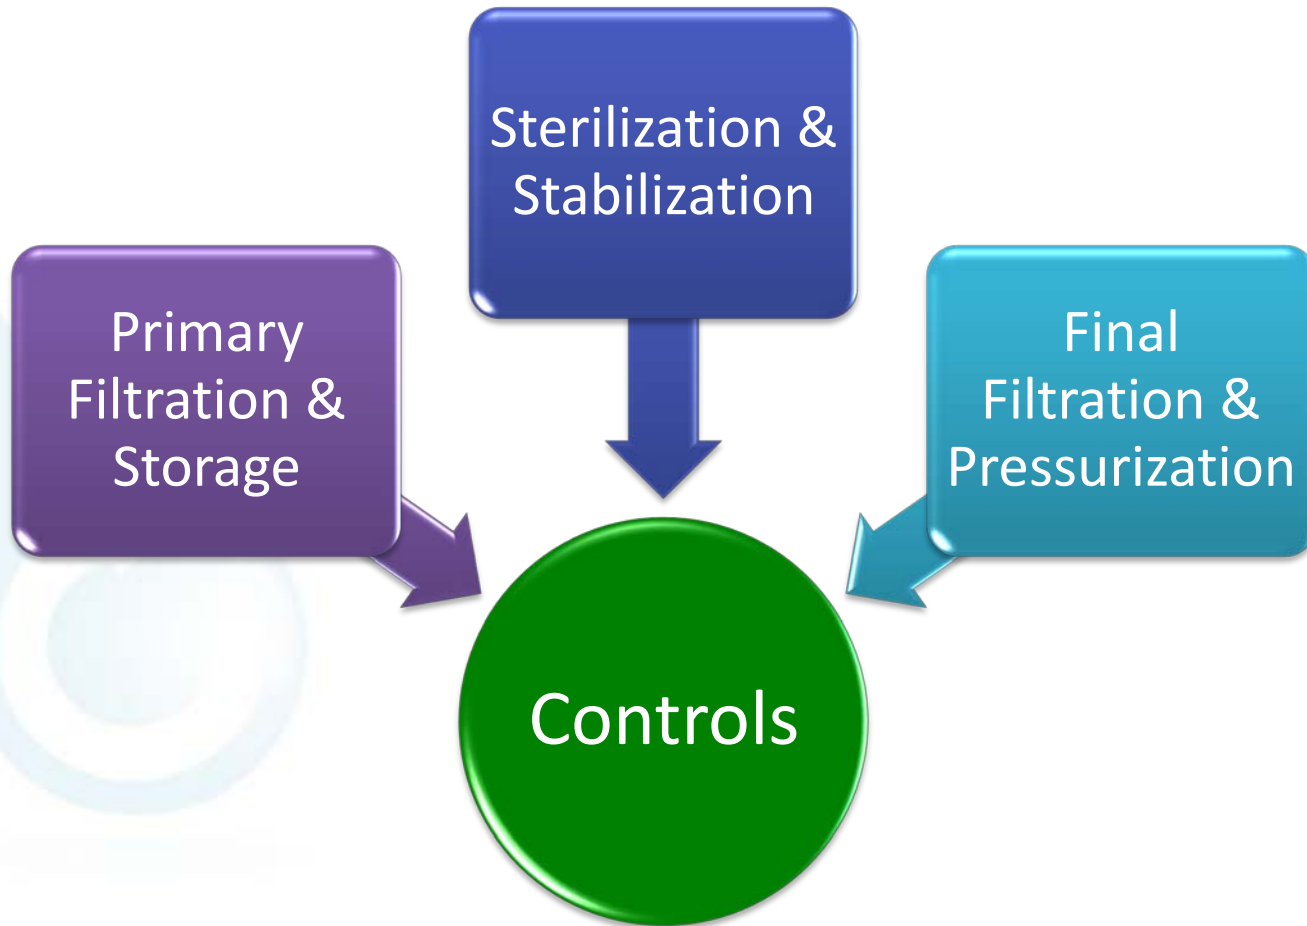 Sterilization &
Stabilization
Primary
Filtration &
Storage
Final
Filtration &
Pressurization
Controls